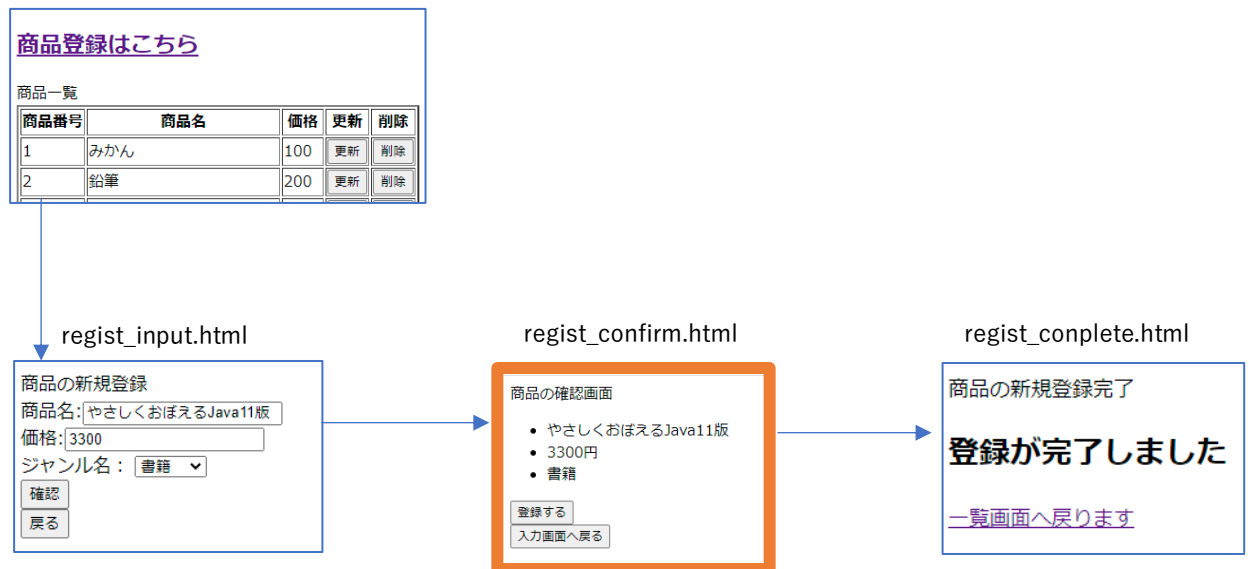 商品登録はこちら
商品一覧
商品番号 商品名 価格 更新 削除
1 みかん 100 更新 削除
2 鉛筆 200 更新 削除
regist_input.html
商品の新規登録
商品名:やさしくおぼえるJava11版
価格:3300
ジャンル名： 書籍
確認
戻る
regist_confirm.html
商品の確認画面
やさしくおぼえるJava11版
3300円
書籍
登録する
入力画面へ戻る
regist_conplete.html
商品の新規登録完了
登録が完了しました
一覧画面へ戻ります